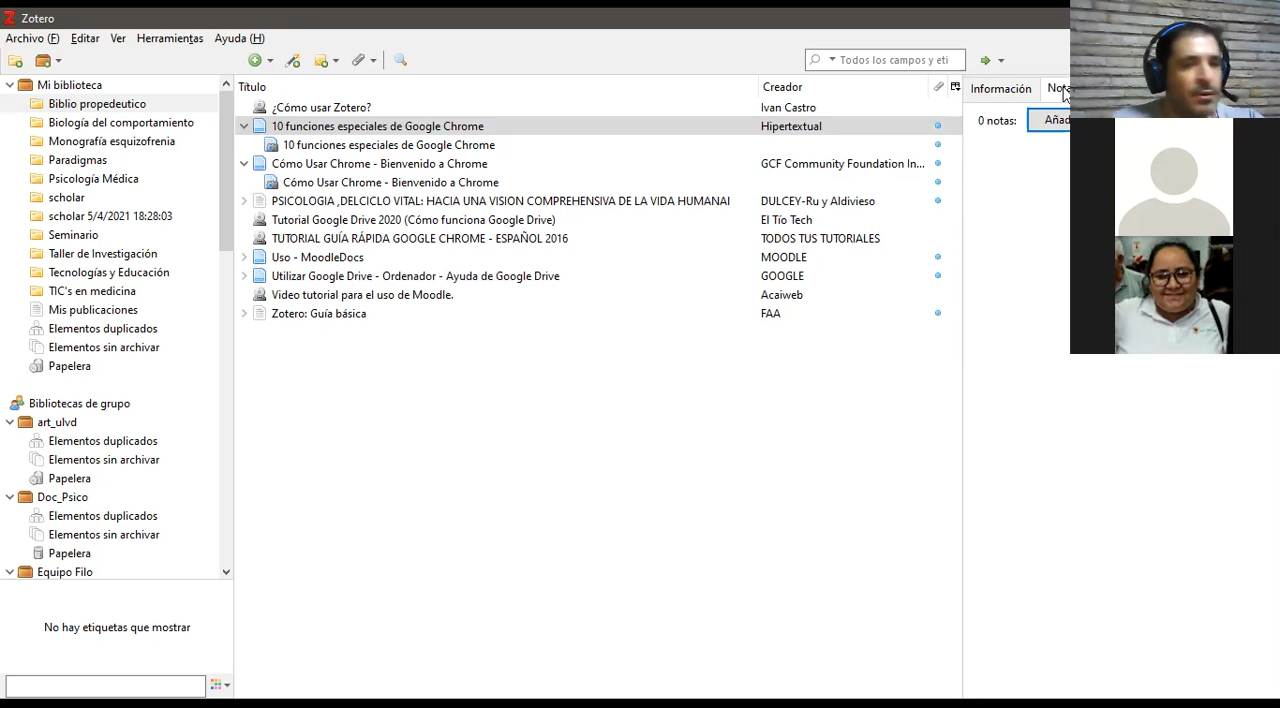 Zotero
Archivo (F) Editar Ver Herramientas Ayuda (H)
Todos los campos y eti
Mi biblioteca
Biblio propedeutico
Biología del comportamiento
Monografía esquizofrenia
Paradigmas
Psicología Médica
scholar
scholar 5/4/2021 18:28:03
Seminario
Taller de Investigación
Tecnologías y Educación
TIC's en medicina
Mis publicaciones
Elementos duplicados
Elementos sin archivar
Papelera
Bibliotecas de grupo
art_ulvd
Elementos duplicados
Elementos sin archivar
Papelera
Doc_Psico
Elementos duplicados
Elementos sin archivar
Papelera
Equipo Filo
No hay etiquetas que mostrar
Título Creador
¿Cómo usar Zotero? Ivan Castro
10 funciones especiales de Google Chrome Hipertextual
10 funciones especiales de Google Chrome
Cómo Usar Chrome - Bienvenido a Chrome GCF Community Foundation In...
Cómo Usar Chrome - Bienvenido a Chrome
PSICOLOGIA ,DELCICLO VITAL: HACIA UNA VISION COMPREHENSIVA DE LA VIDA HUMANAI DULCEY-Ru y Aldivieso
Tutorial Google Drive 2020 (Cómo funciona Google Drive) El Tío Tech
TUTORIAL GUÍA RÁPIDA GOOGLE CHROME - ESPAÑOL 2016 TODOS TUS TUTORIALES
Uso - MoodleDocs MOODLE
Utilizar Google Drive - Ordenador - Ayuda de Google Drive GOOGLE
Video tutorial para el uso de Moodle. Acaiweb
Zotero: Guía básica FAA
Información Nota
0 notas: Añad